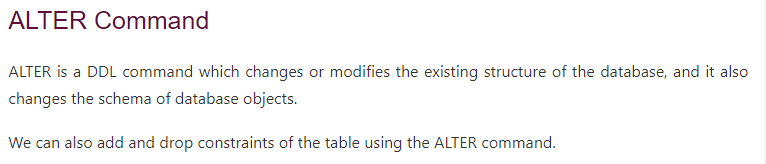 ALTER Command
ALTER is a DDL command which changes or modifies the existing structure of the database, and it also
changes the schema of database objects.
We can also add and drop constraints of the table using the ALTER command.